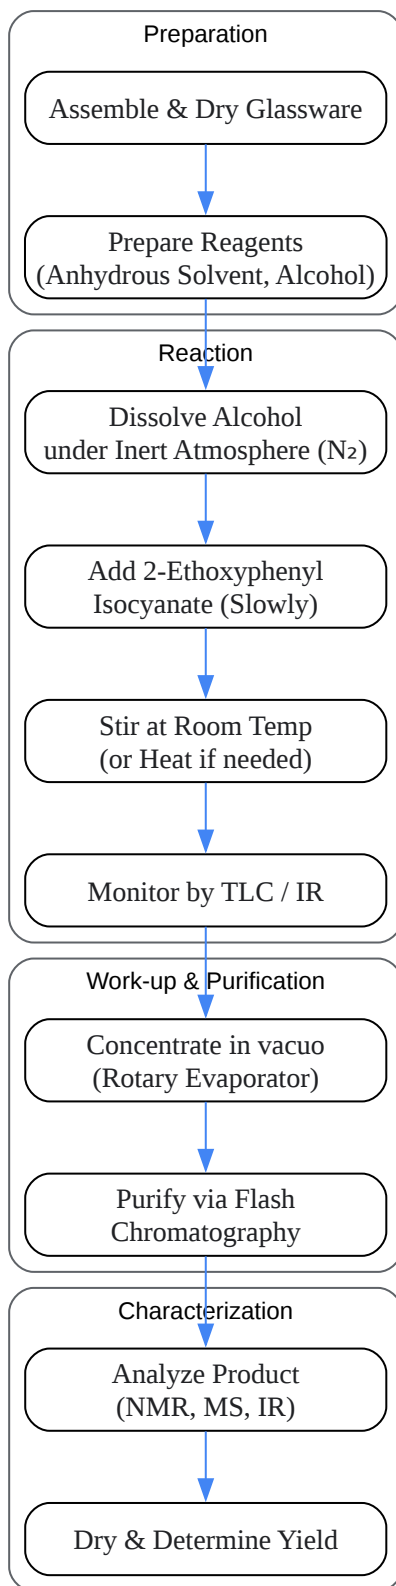 Preparation
Assemble & Dry Glassware
Prepare Reagents
(Anhydrous Solvent, Alcohol)
Reaction
Dissolve Alcohol
under Inert Atmosphere (N₂)
Add 2-Ethoxyphenyl
Isocyanate (Slowly)
Stir at Room Temp
(or Heat if needed)
Monitor by TLC / IR
Work-up & Purification
Concentrate in vacuo
(Rotary Evaporator)
Purify via Flash
Chromatography
Characterization
Analyze Product
(NMR, MS, IR)
Dry & Determine Yield